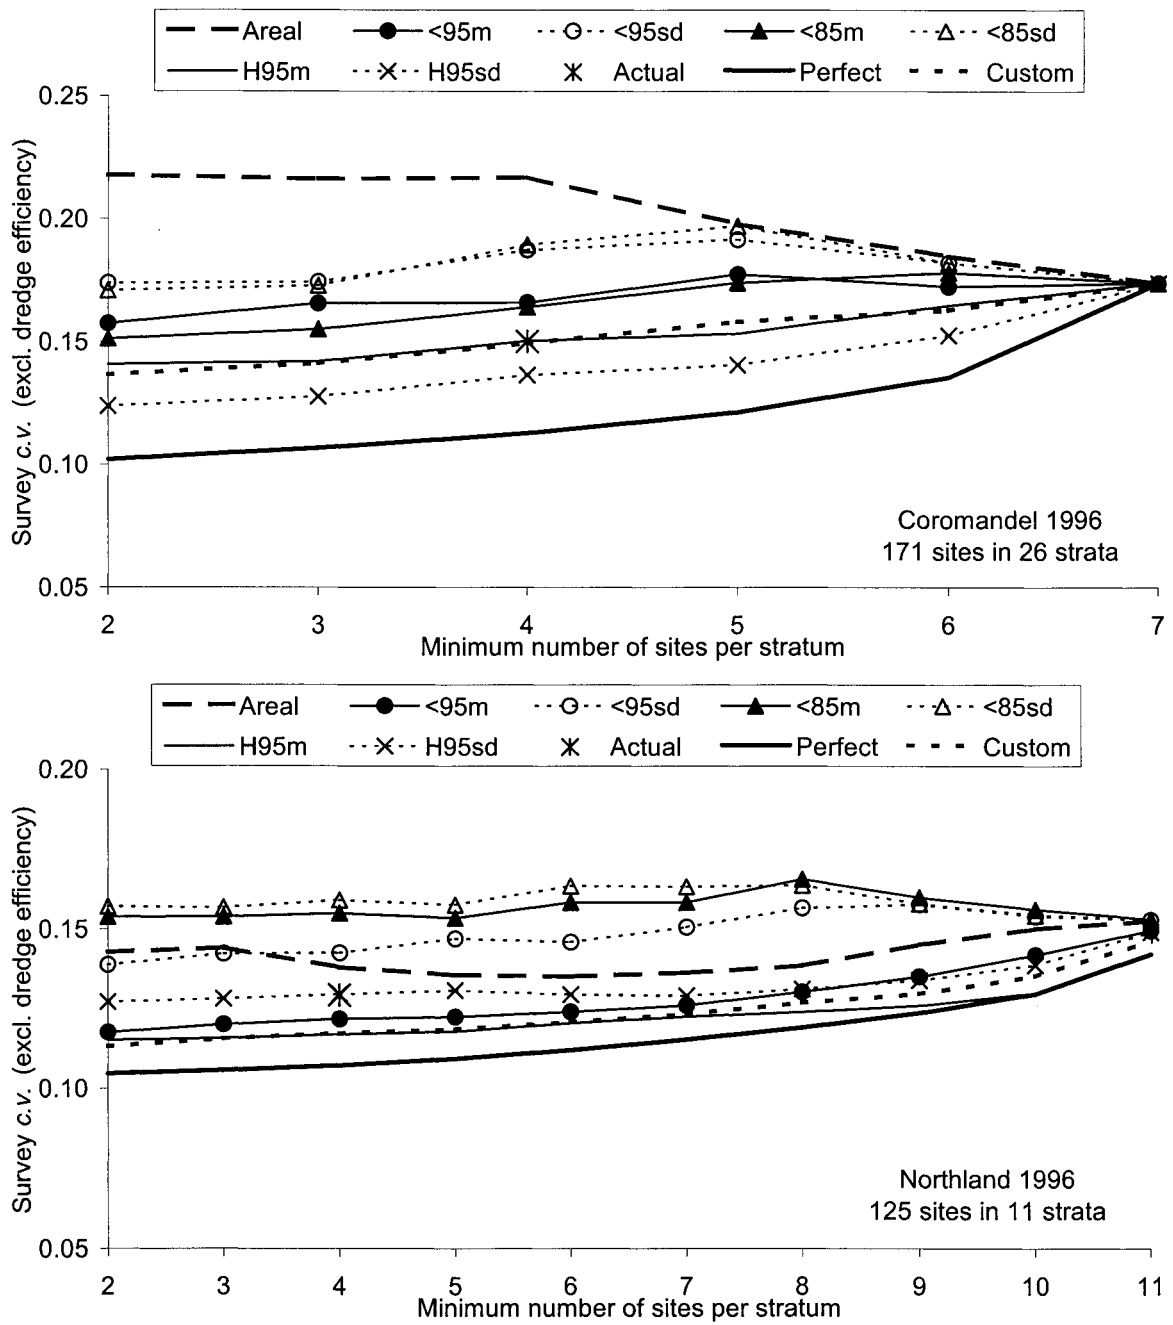 Areal <95m <95sd <85m <85sd
H95m H95sd Actual Perfect Custom
Survey c.v. (excl. dredge efficiency)
0.25
0.20
0.15
0.10
0.05
Coromandel 1996
171 sites in 26 strata
2 3 4 5 6 7
Minimum number of sites per stratum
Areal <95m <95sd <85m <85sd
H95m H95sd Actual Perfect Custom
Survey c.v. (excl. dredge efficiency)
0.20
0.15
0.10
0.05
Northland 1996
125 sites in 11 strata
2 3 4 5 6 7 8 9 10 11
Minimum number of sites per stratum